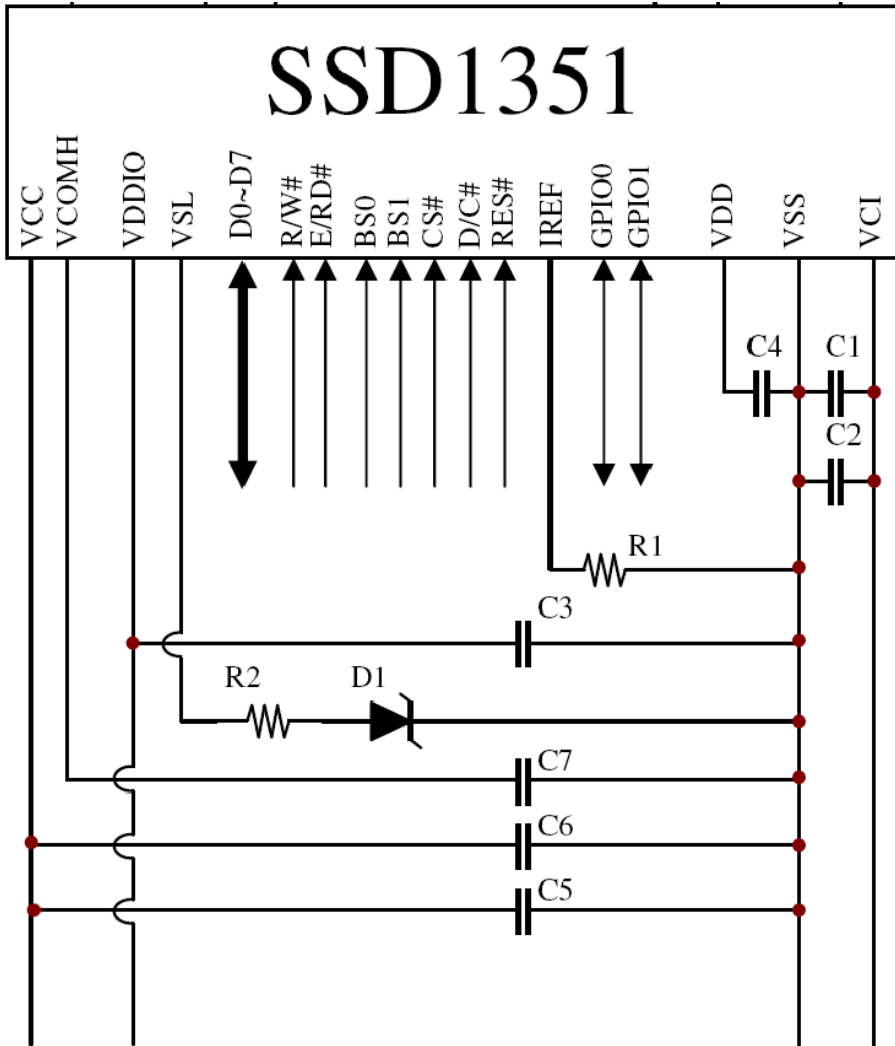 SSD1351
VCC
VCOMH
VDDIO
VSL
D0~D7
R/W#
E/RD#
BS0
BS1
CS#
D/C#
RES#
IREF
GPIO0
GPIO1
VDD
VSS
VCI
C4
C1
C2
R1
C3
R2
D1
C7
C6
C5